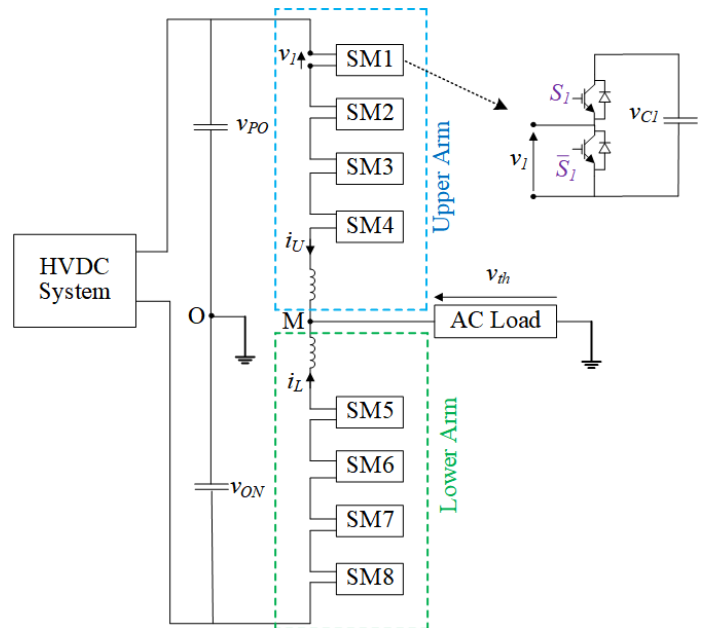 v1
SM1
SM2
SM3
SM4
Upper Arm
S1
S̄1
v1
vC1
vPO
iU
HVDC
System
O
M
vth
AC Load
iL
SM5
SM6
SM7
SM8
Lower Arm
vON